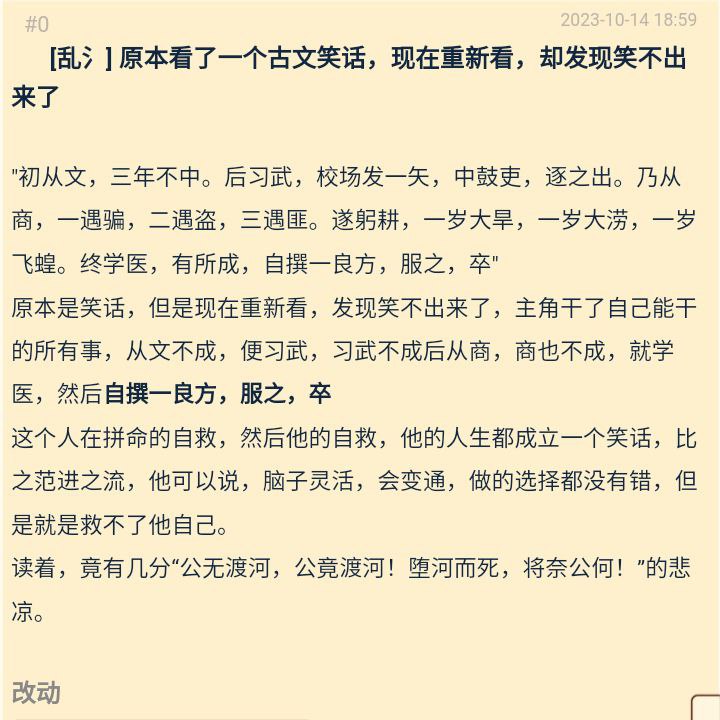 #0
2023-10-14 18:59
[乱氵] 原本看了一个古文笑话，现在重新看，却发现笑不出
来了
"初从文，三年不中。后习武，校场发一矢，中鼓吏，逐之出。乃从
商，一遇骗，二遇盗，三遇匪。遂躬耕，一岁大旱，一岁大涝，一岁
飞蝗。终学医，有所成，自撰一良方，服之，卒"
原本是笑话，但是现在重新看，发现笑不出来了，主角干了自己能干
的所有事，从文不成，便习武，习武不成后从商，商也不成，就学
医，然后自撰一良方，服之，卒
这个人在拼命的自救，然后他的自救，他的人生都成立一个笑话，比
之范进之流，他可以说，脑子灵活，会变通，做的选择都没有错，但
是就是救不了他自己。
读着，竟有几分“公无渡河，公竟渡河！堕河而死，将奈公何！”的悲
凉。
改动